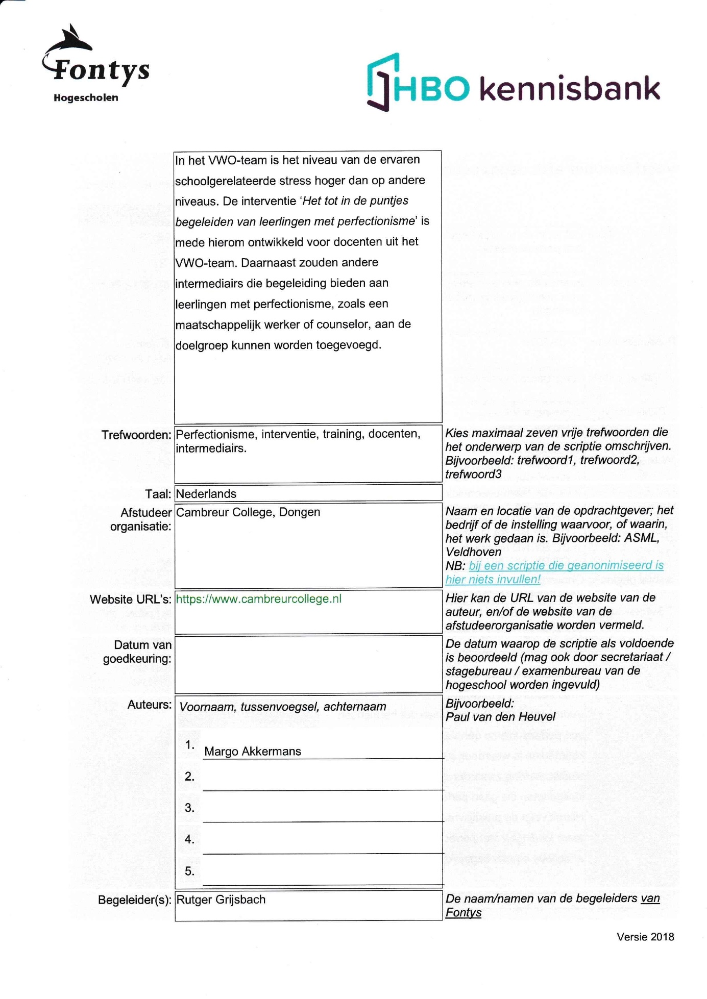 Fontys
Hogescholen
HBO kennisbank
In het VWO-team is het niveau van de ervaren
schoolgerelateerde stress hoger dan op andere
niveaus. De interventie ‘Het tot in de puntjes
begeleiden van leerlingen met perfectionisme’ is
mede hierom ontwikkeld voor docenten uit het
VWO-team. Daarnaast zouden andere
intermediairs die begeleiding bieden aan
leerlingen met perfectionisme, zoals een
maatschappelijk werker of counselor, aan de
doelgroep kunnen worden toegevoegd.
Trefwoorden:
Perfectionisme, interventie, training, docenten,
intermediairs.
Kies maximaal zeven vrije trefwoorden die
het onderwerp van de scriptie omschrijven.
Bijvoorbeeld: trefwoord1, trefwoord2,
trefwoord3
Taal:
Nederlands
Afstudeer
organisatie:
Cambreur College, Dongen
Naam en locatie van de opdrachtgever; het
bedrijf of de instelling waarvoor, of waarin,
het werk gedaan is. Bijvoorbeeld: ASML,
Veldhoven
NB: bij een scriptie die geanonimiseerd is
hier niets invullen!
Website URL’s:
https://www.cambreurcollege.nl
Hier kan de URL van de website van de
auteur, en/of de website van de
afstudeerorganisatie worden vermeld.
Datum van
goedkeuring:
De datum waarop de scriptie als voldoende
is beoordeeld (mag ook door secretariaat /
stagebureau / examenbureau van de
hogeschool worden ingevuld)
Auteurs:
Voornaam, tussenvoegsel, achternaam
Bijvoorbeeld:
Paul van den Heuvel
1. Margo Akkermans
2.
3.
4.
5.
Begeleider(s):
Rutger Grijsbach
De naam/namen van de begeleiders van
Fontys
Versie 2018